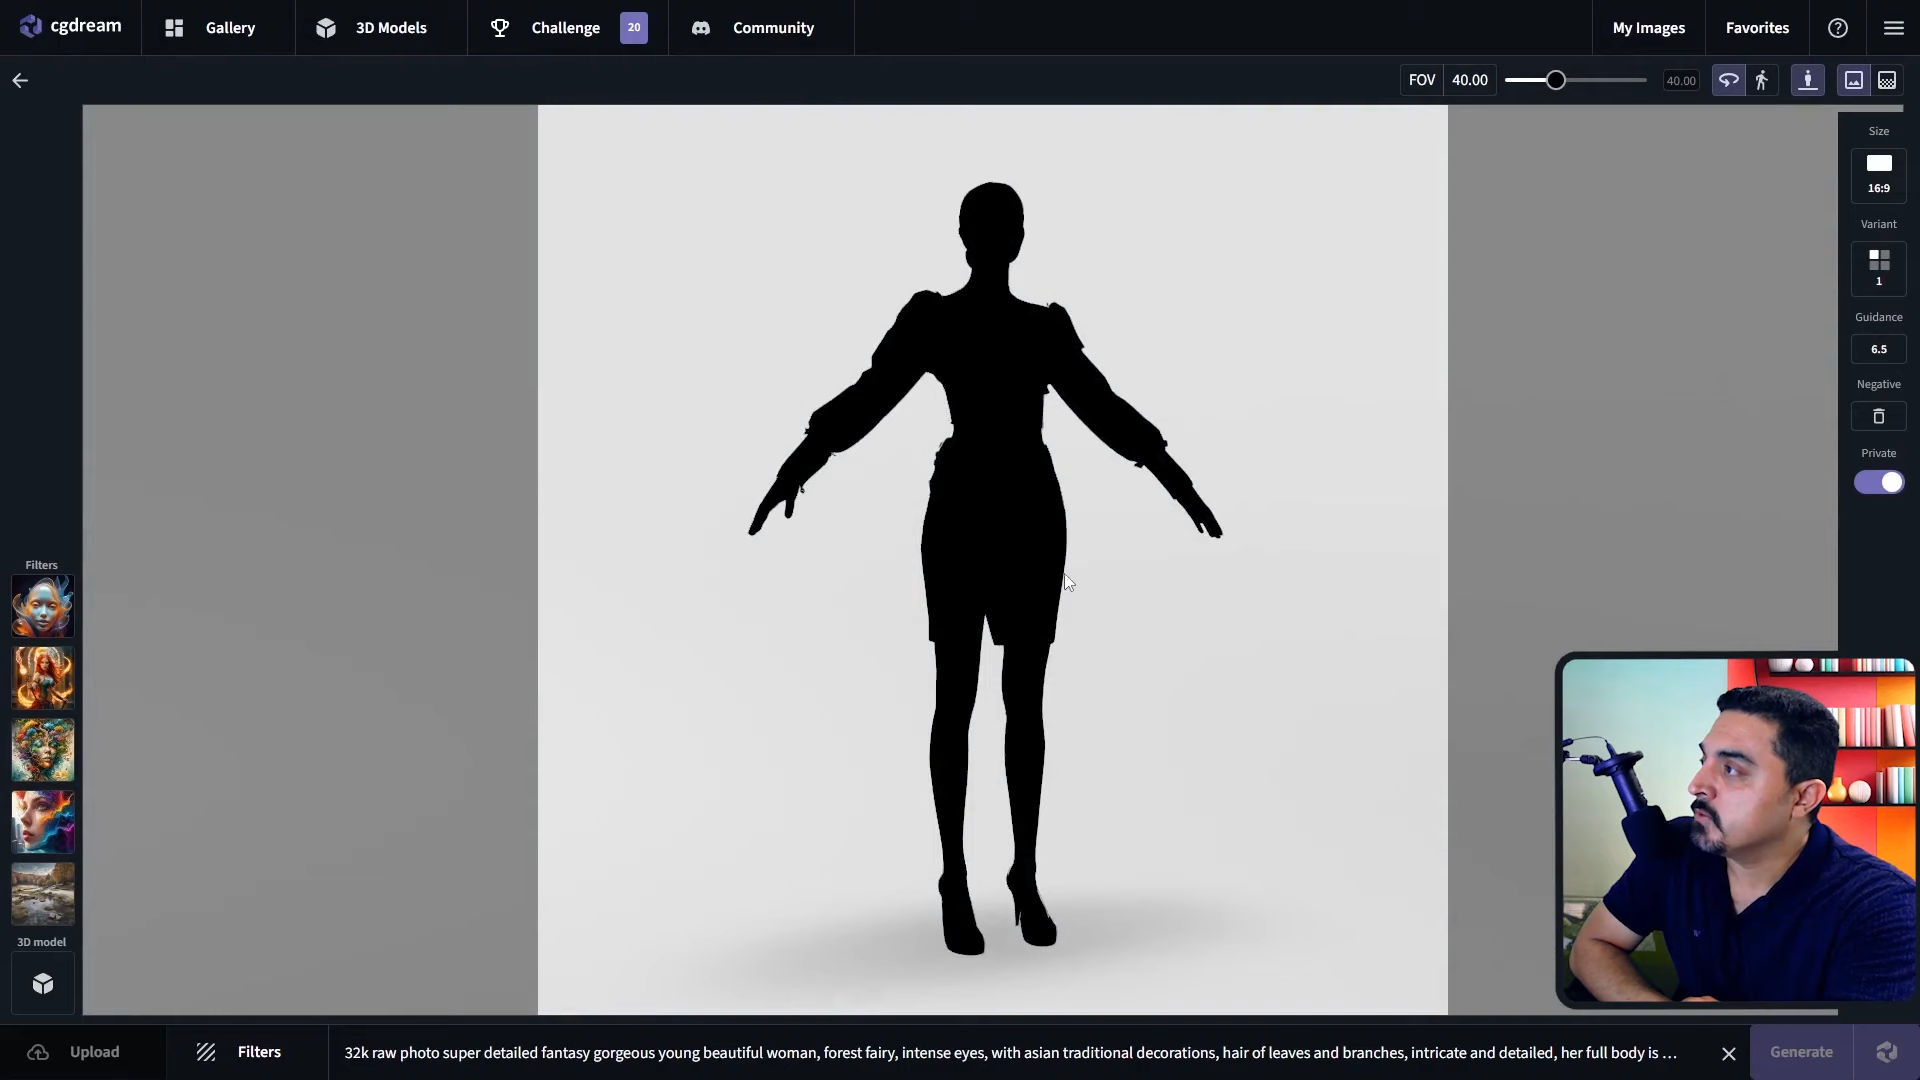 cgdream
Gallery
3D Models
Challenge 20
Community
My Images
Favorites
FOV 40.00
40.00
Size
16:9
Variant
1
Guidance
6.5
Negative
Private
Filters
3D model
Upload
Filters
32k raw photo super detailed fantasy gorgeous young beautiful woman, forest fairy, intense eyes, with asian traditional decorations, hair of leaves and branches, intricate and detailed, her full body is ...
Generate